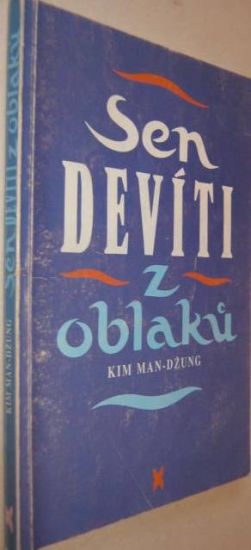 Sen
DEVÍTI
z
oblaků
KIM MAN-DŽUNG
KIM MAN-DŽUNG Sen DEVÍTI z oblaků